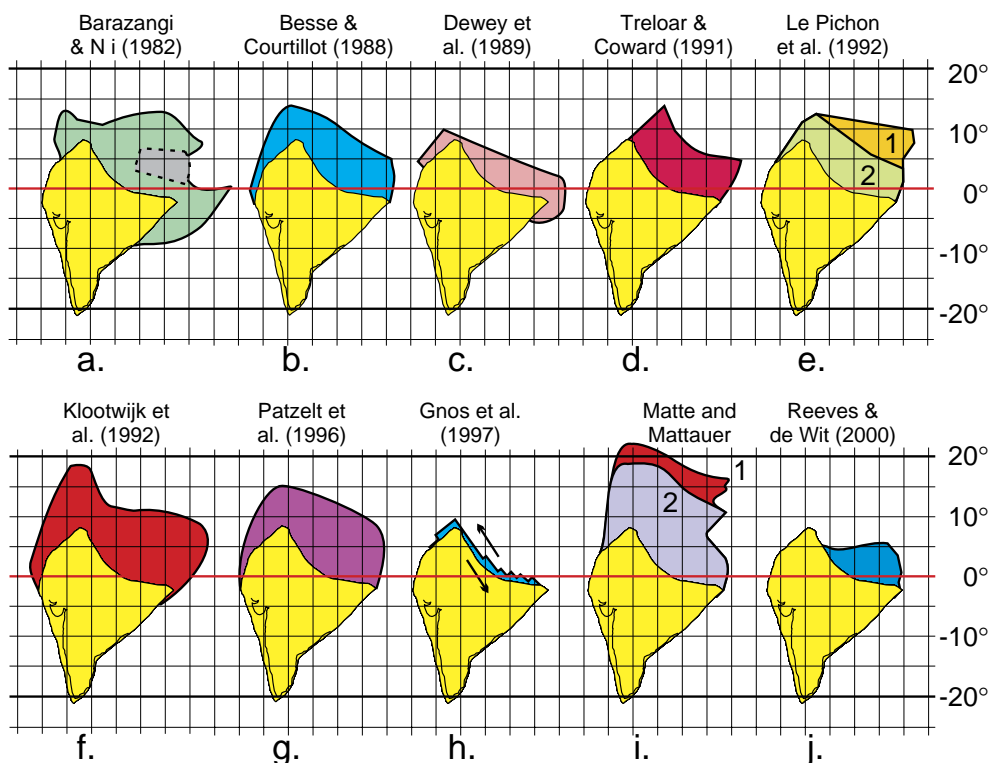 Barazangi
& N i (1982)
Besse &
Courtillot (1988)
Dewey et
al. (1989)
Treloar &
Coward (1991)
Le Pichon
et al. (1992)
20°
10°
0°
-10°
-20°
1
2
a.
b.
c.
d.
e.
Klootwijk et
al. (1992)
Patzelt et
al. (1996)
Gnos et al.
(1997)
Matte and
Mattauer
Reeves &
de Wit (2000)
20°
10°
0°
-10°
-20°
1
2
f.
g.
h.
i.
j.